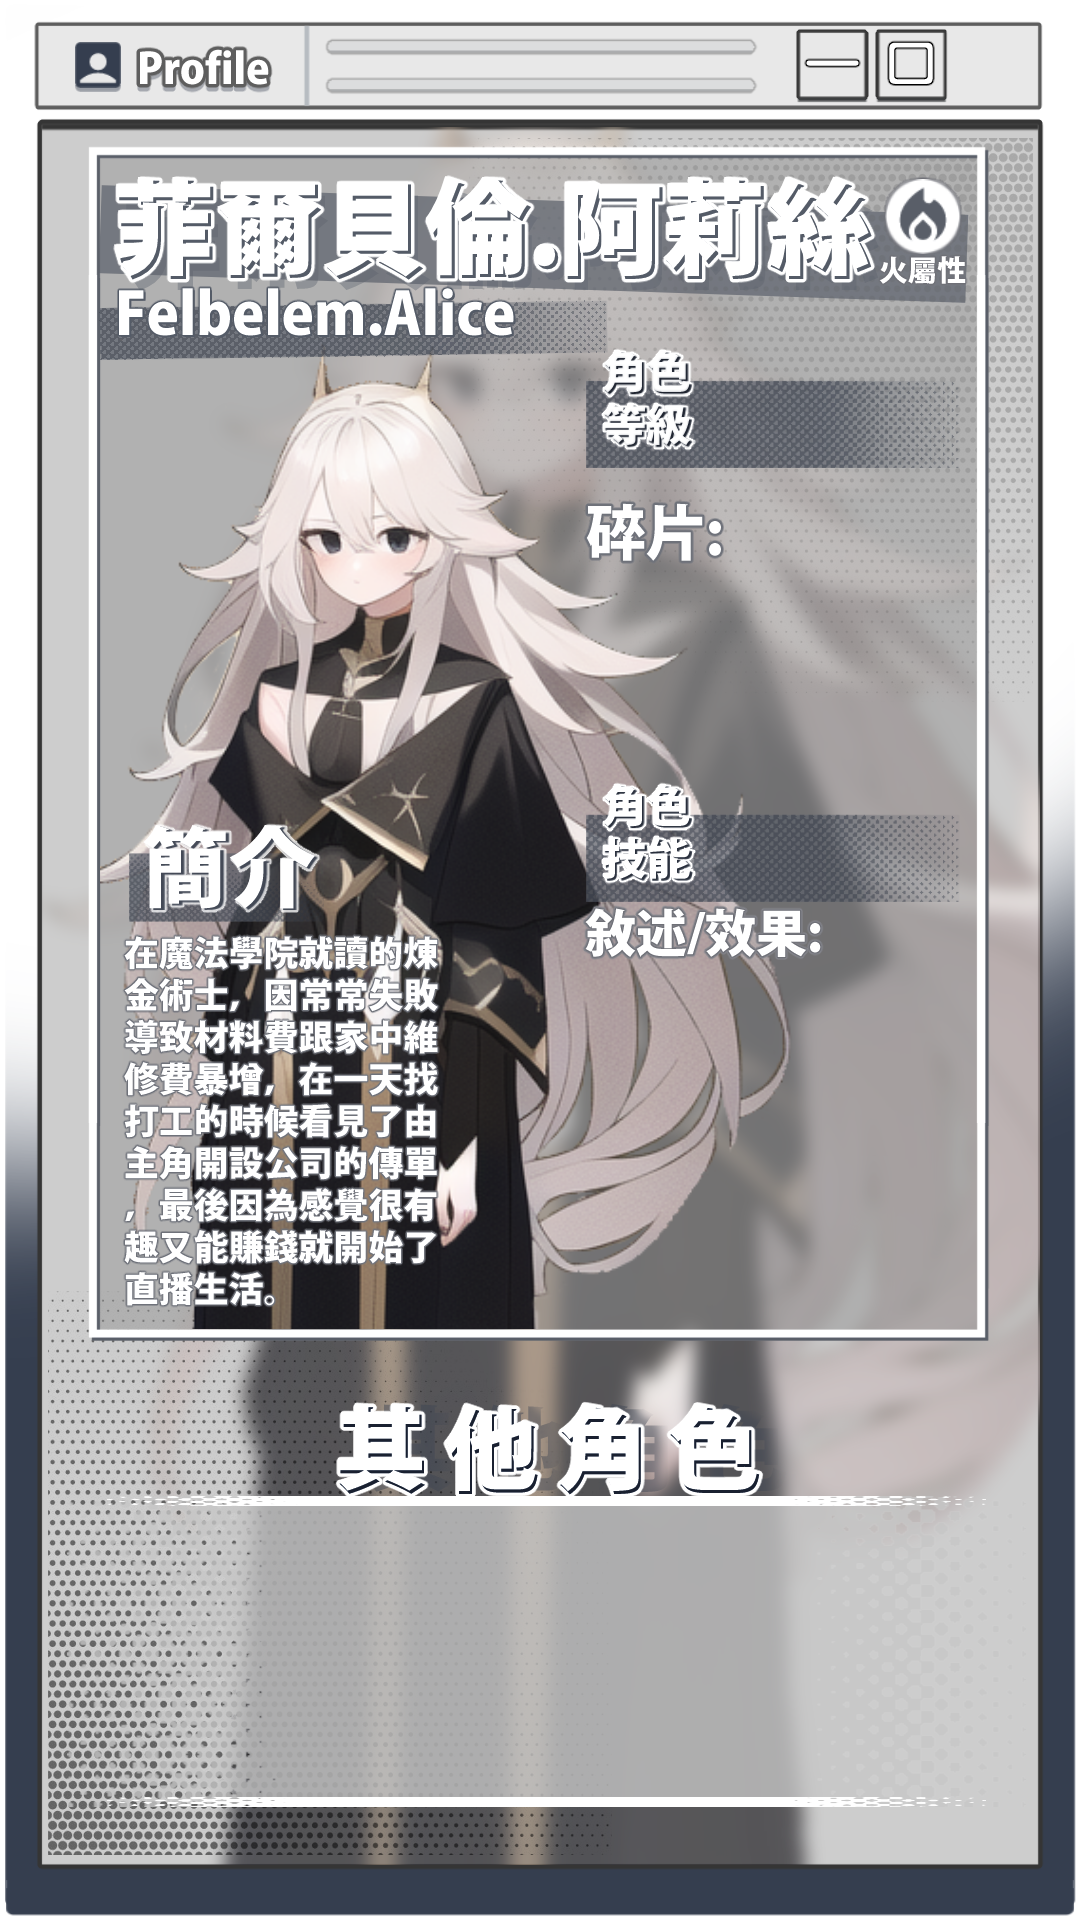 Profile
菲爾貝倫.阿莉絲
火屬性
Felbelem.Alice
角色
等級
碎片:
角色
技能
敘述/效果:
簡介
在魔法學院就讀的煉
金術士，因常常失敗
導致材料費跟家中維
修費暴增，在一天找
打工的時候看見了由
主角開設公司的傳單
，最後因為感覺很有
趣又能賺錢就開始了
直播生活。
其他角色